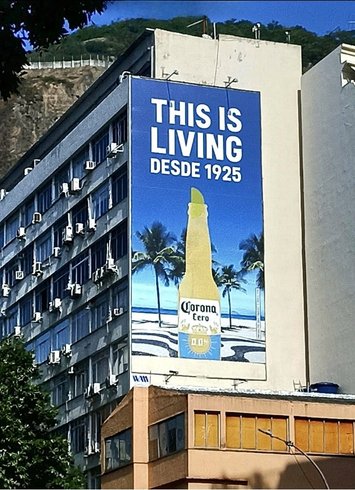 THIS IS
LIVING
DESDE 1925
Corona
Cero
0.0%